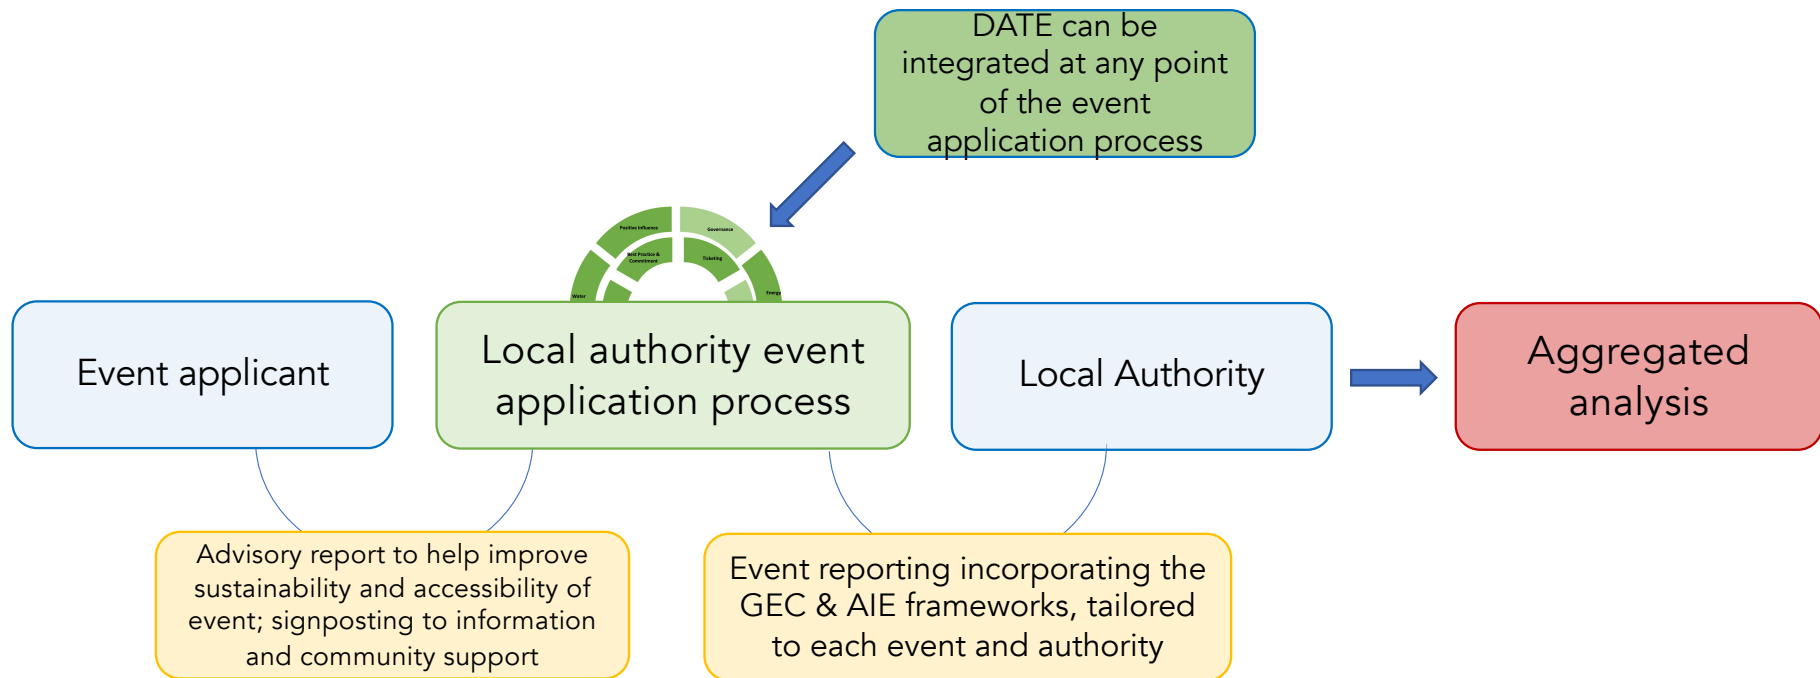 DATE can be
integrated at any point
of the event
application process
Positive Influence
Governance
Best Practice &
Commitment
Ticketing
Water
Energy
Event applicant
Local authority event
application process
Local Authority
Aggregated
analysis
Advisory report to help improve
sustainability and accessibility of
event; signposting to information
and community support
Event reporting incorporating the
GEC & AIE frameworks, tailored
to each event and authority